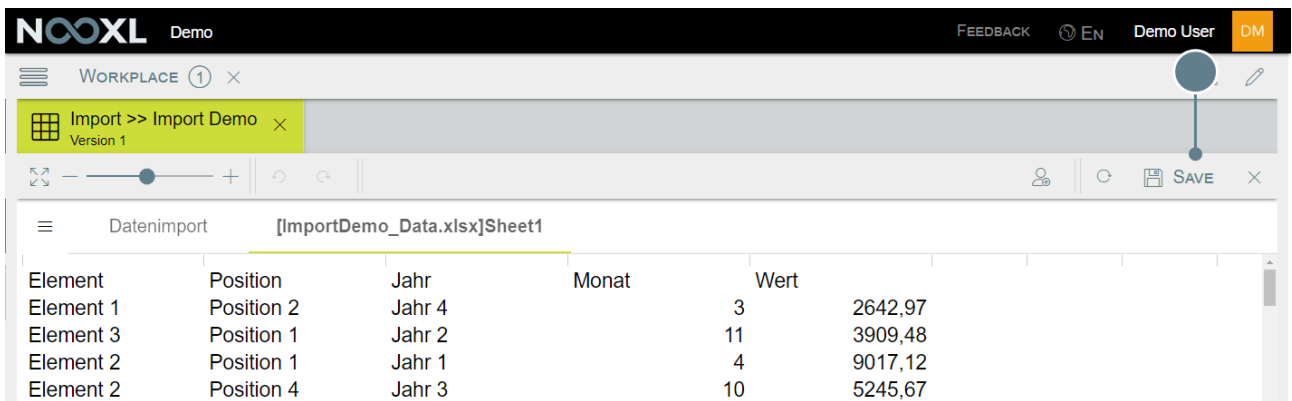 NOOXL Demo FEEDBACK EN Demo User DM
WORKPLACE 1
Import >> Import Demo
Version 1
SAVE
Datenimport [ImportDemo_Data.xlsx]Sheet1
Element Position Jahr Monat Wert
Element 1 Position 2 Jahr 4 3 2642,97
Element 3 Position 1 Jahr 2 11 3909,48
Element 2 Position 1 Jahr 1 4 9017,12
Element 2 Position 4 Jahr 3 10 5245,67